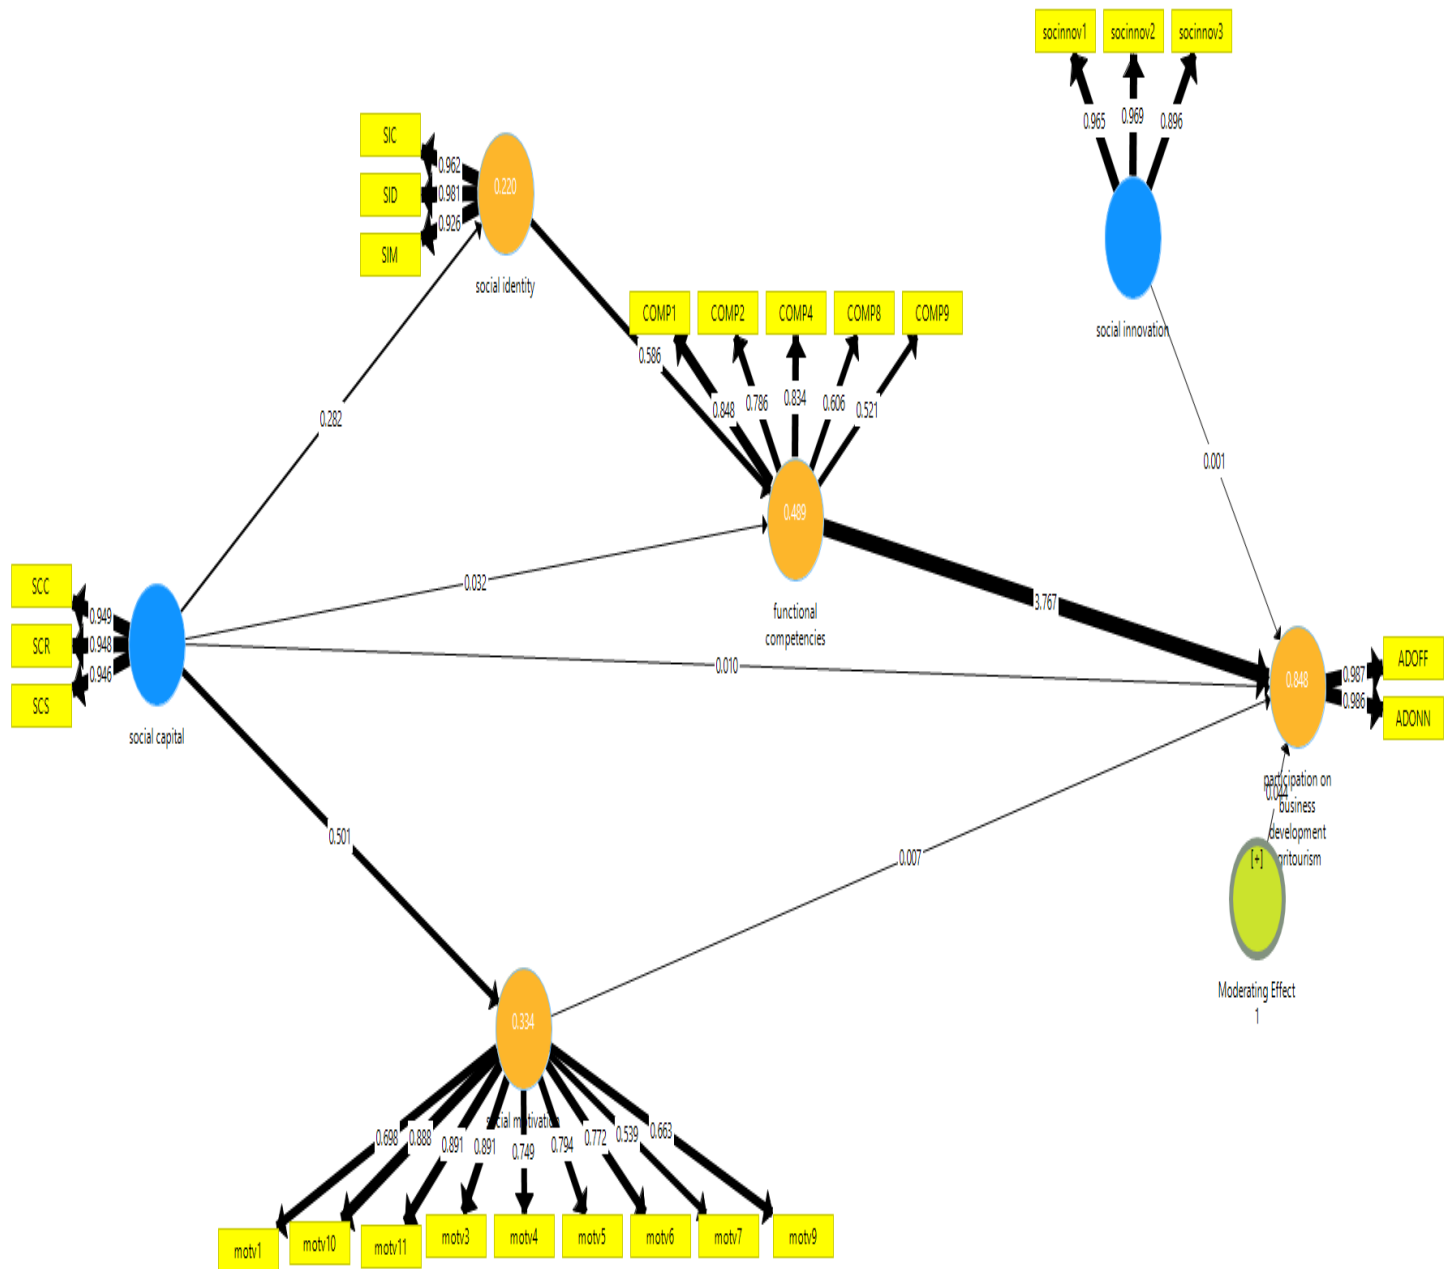 socinnov1 socinnov2 socinnov3
0.965 0.969 0.896
social innovation
SIC
SID
SIM
0.962
0.981
0.926
0.220
social identity
COMP1 COMP2 COMP4 COMP8 COMP9
0.586
0.848 0.786 0.834 0.606 0.521
0.282
0.001
0.489
functional
competencies
0.032
3.767
SCC
SCR
SCS
0.949
0.948
0.946
social capital
0.010
0.848
0.987
0.986
ADOFF
ADONN
participation on
business
development
0.044
[+]
Moderating Effect
1
0.501
0.007
0.334
0.698 0.888 0.891 0.891 0.749 0.794 0.772 0.539 0.663
motv1 motv10 motv11 motv3 motv4 motv5 motv6 motv7 motv9